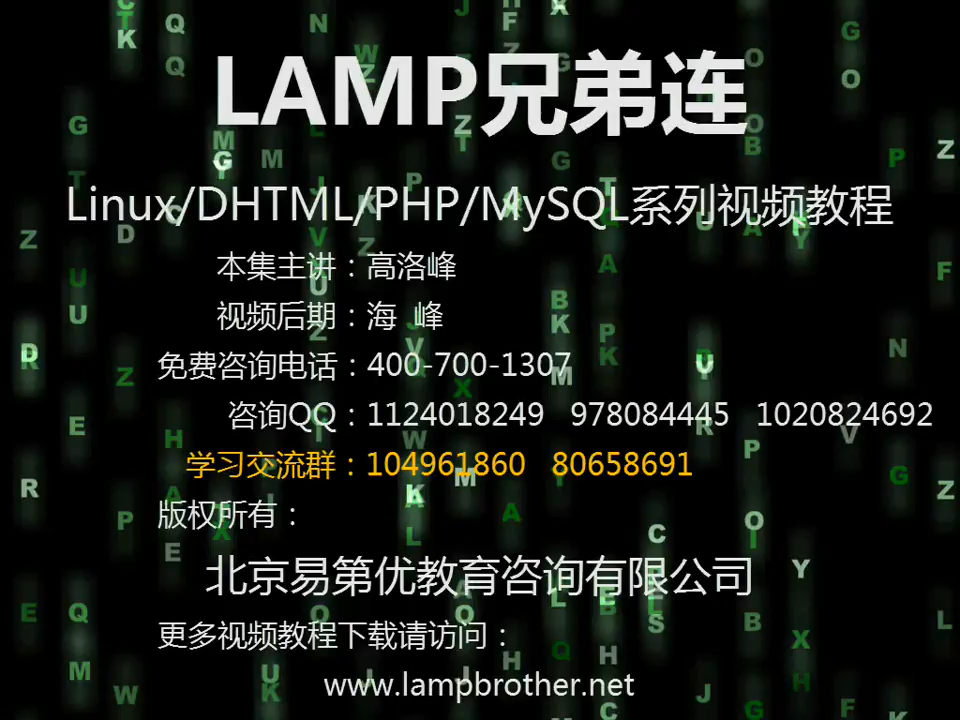 LAMP兄弟连
Linux/DHTML/PHP/MySQL系列视频教程
本集主讲：高洛峰
视频后期：海 峰
免费咨询电话：400-700-1307
咨询QQ：1124018249 978084445 1020824692
学习交流群：104961860 80658691
版权所有：
北京易第优教育咨询有限公司
更多视频教程下载请访问：
www.lampbrother.net